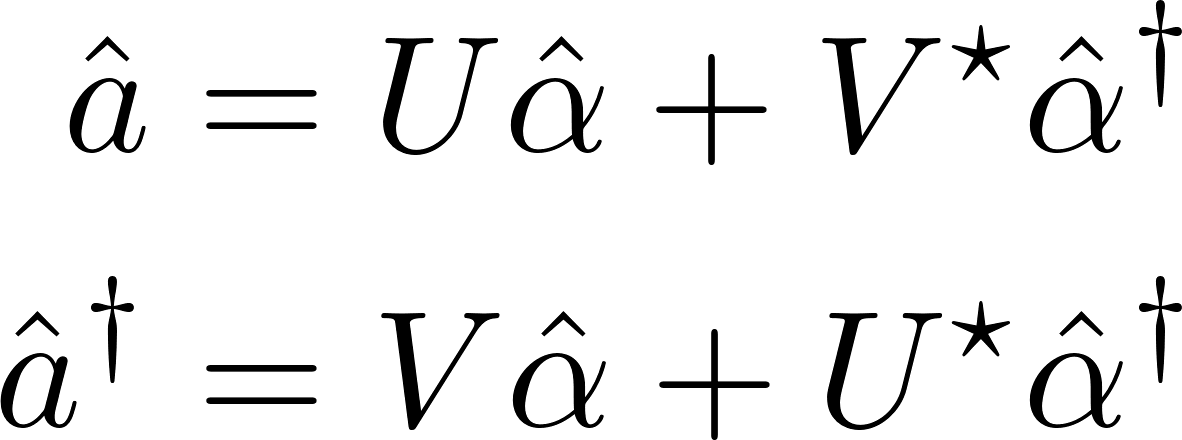 â = Uα̂ + V⋆α̂†
â† = Vα̂ + U⋆α̂†